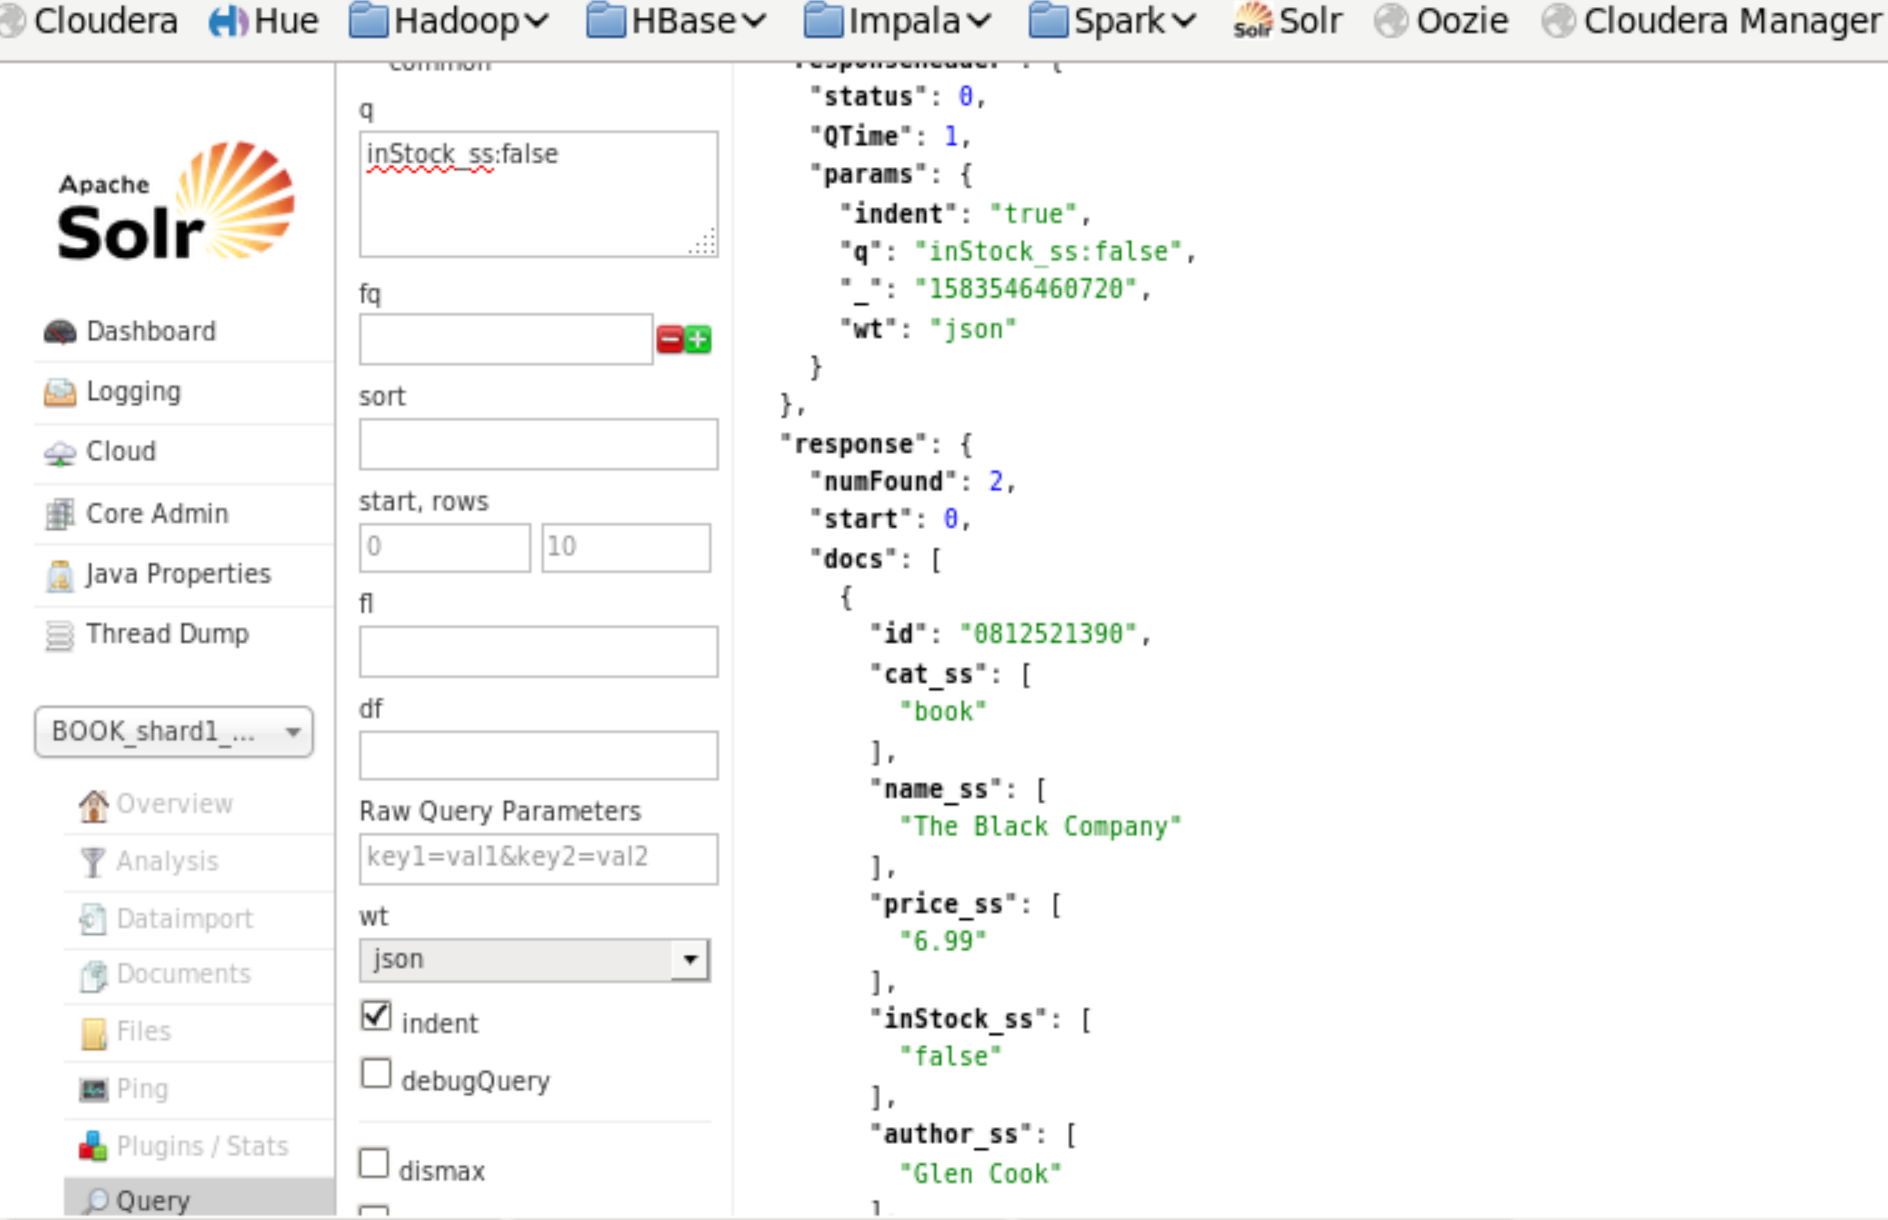 Cloudera Hue Hadoop HBase Impala Spark Solr Oozie Cloudera Manager
Apache
Solr
Dashboard
Logging
Cloud
Core Admin
Java Properties
Thread Dump
BOOK_shard1_...
Overview
Analysis
Dataimport
Documents
Files
Ping
Plugins / Stats
Query
common
q
inStock_ss:false
fq
sort
start, rows
0 10
fl
df
Raw Query Parameters
key1=val1&key2=val2
wt
json
indent
debugQuery
dismax
"responseHeader": {
"status": 0,
"QTime": 1,
"params": {
"indent": "true",
"q": "inStock_ss:false",
"_": "1583546460720",
"wt": "json"
}
},
"response": {
"numFound": 2,
"start": 0,
"docs": [
{
"id": "0812521390",
"cat_ss": [
"book"
],
"name_ss": [
"The Black Company"
],
"price_ss": [
"6.99"
],
"inStock_ss": [
"false"
],
"author_ss": [
"Glen Cook"
],